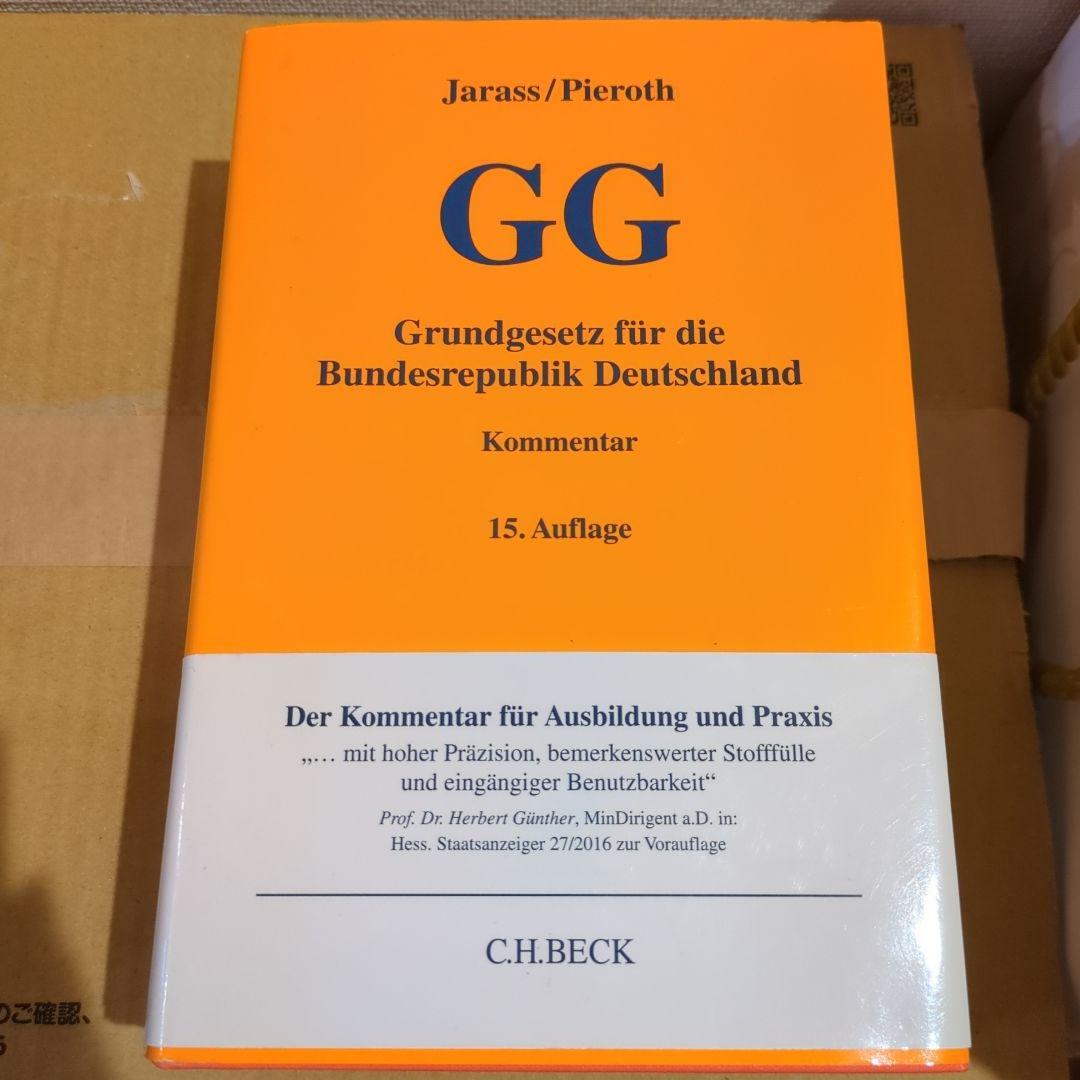 Jarass/Pieroth
GG
Grundgesetz für die
Bundesrepublik Deutschland
Kommentar
15. Auflage
Der Kommentar für Ausbildung und Praxis
„… mit hoher Präzision, bemerkenswerter Stofffülle
und eingängiger Benutzbarkeit“
Prof. Dr. Herbert Günther, MinDirigent a.D. in:
Hess. Staatsanzeiger 27/2016 zur Vorauflage
C.H.BECK
のご確認、